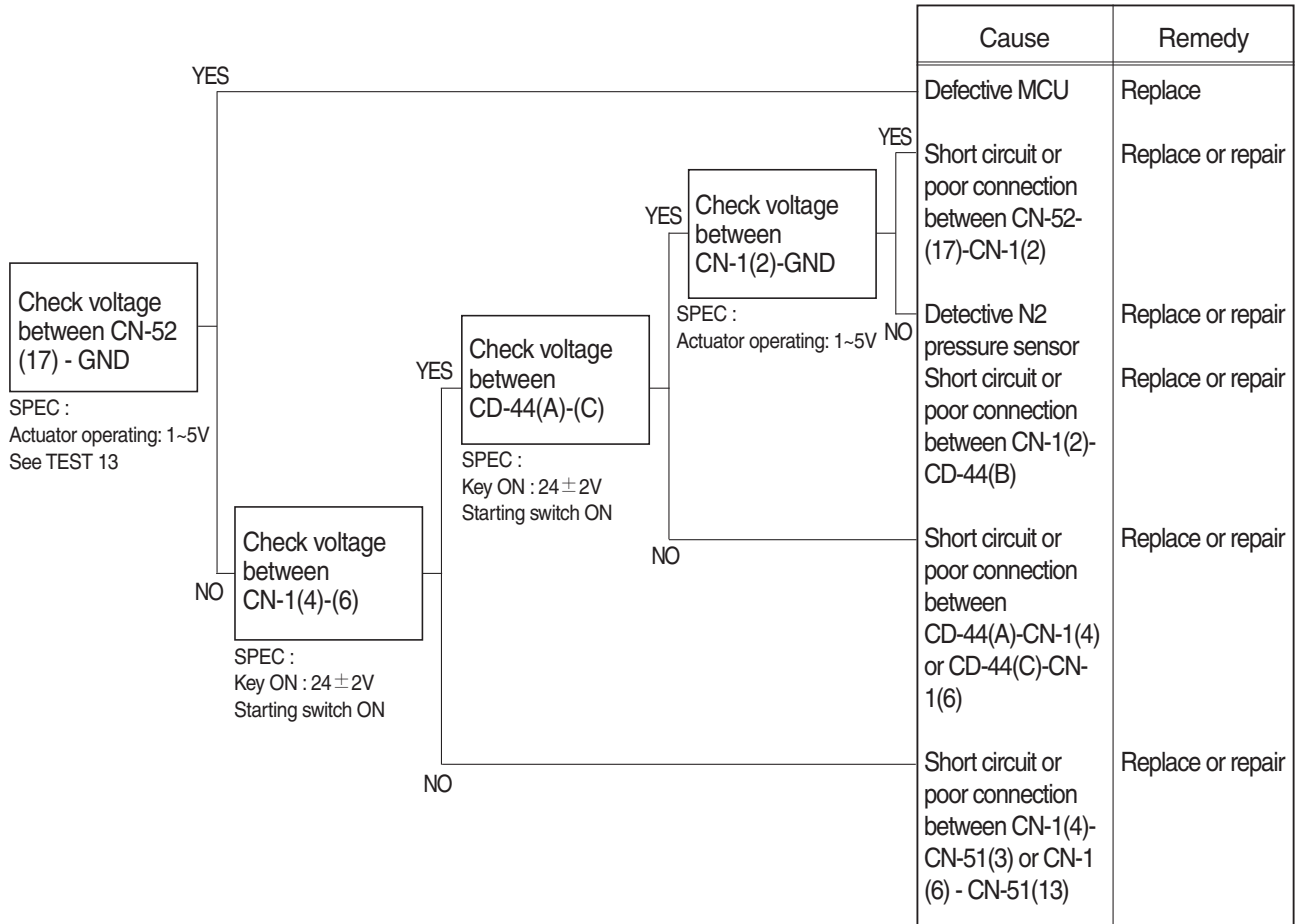 Cause
Remedy
YES
Defective MCU
Replace
YES
Short circuit or
poor connection
between CN-52-
(17)-CN-1(2)
Replace or repair
YES
Check voltage
between
CN-1(2)-GND
SPEC :
Actuator operating: 1~5V
NO
Detective N2
pressure sensor
Replace or repair
Short circuit or
poor connection
between CN-1(2)-
CD-44(B)
Replace or repair
Check voltage
between CN-52
(17) - GND
SPEC :
Actuator operating: 1~5V
See TEST 13
YES
Check voltage
between
CD-44(A)-(C)
SPEC :
Key ON : 24±2V
Starting switch ON
NO
Short circuit or
poor connection
between
CD-44(A)-CN-1(4)
or CD-44(C)-CN-
1(6)
Replace or repair
NO
Check voltage
between
CN-1(4)-(6)
SPEC :
Key ON : 24±2V
Starting switch ON
NO
Short circuit or
poor connection
between CN-1(4)-
CN-51(3) or CN-1
(6) - CN-51(13)
Replace or repair